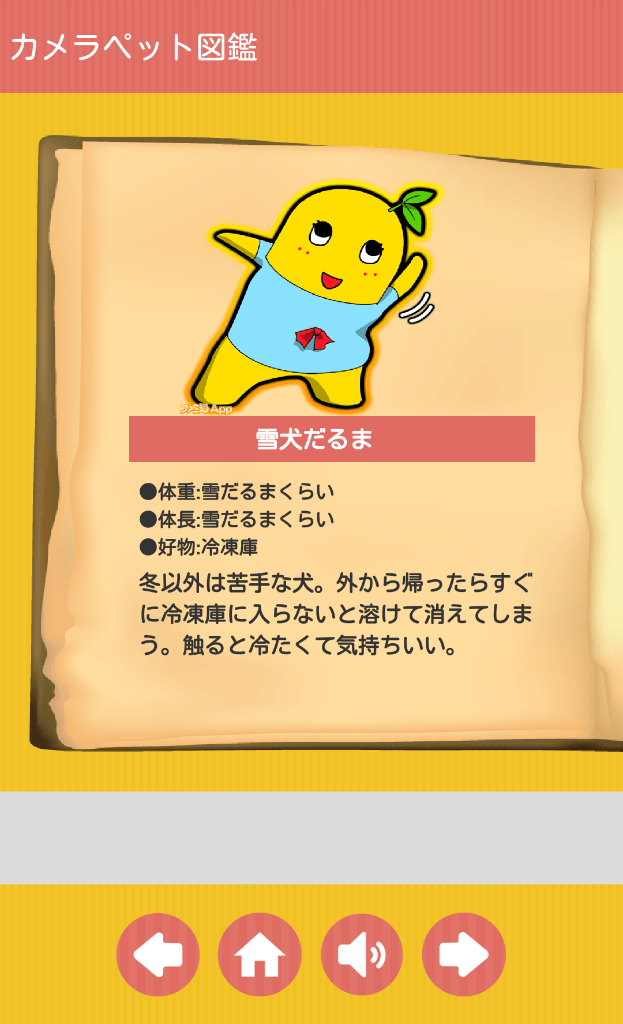 カメラペット図鑑
雪犬だるま
●体重:雪だるまくらい
●体長:雪だるまくらい
●好物:冷凍庫
冬以外は苦手な犬。外から帰ったらすぐ
に冷凍庫に入らないと溶けて消えてしま
う。触ると冷たくて気持ちいい。